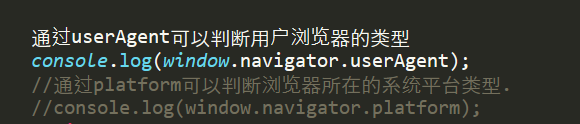 通过userAgent可以判断用户浏览器的类型
console.log(window.navigator.userAgent);
//通过platform可以判断浏览器所在的系统平台类型.
//console.log(window.navigator.platform);